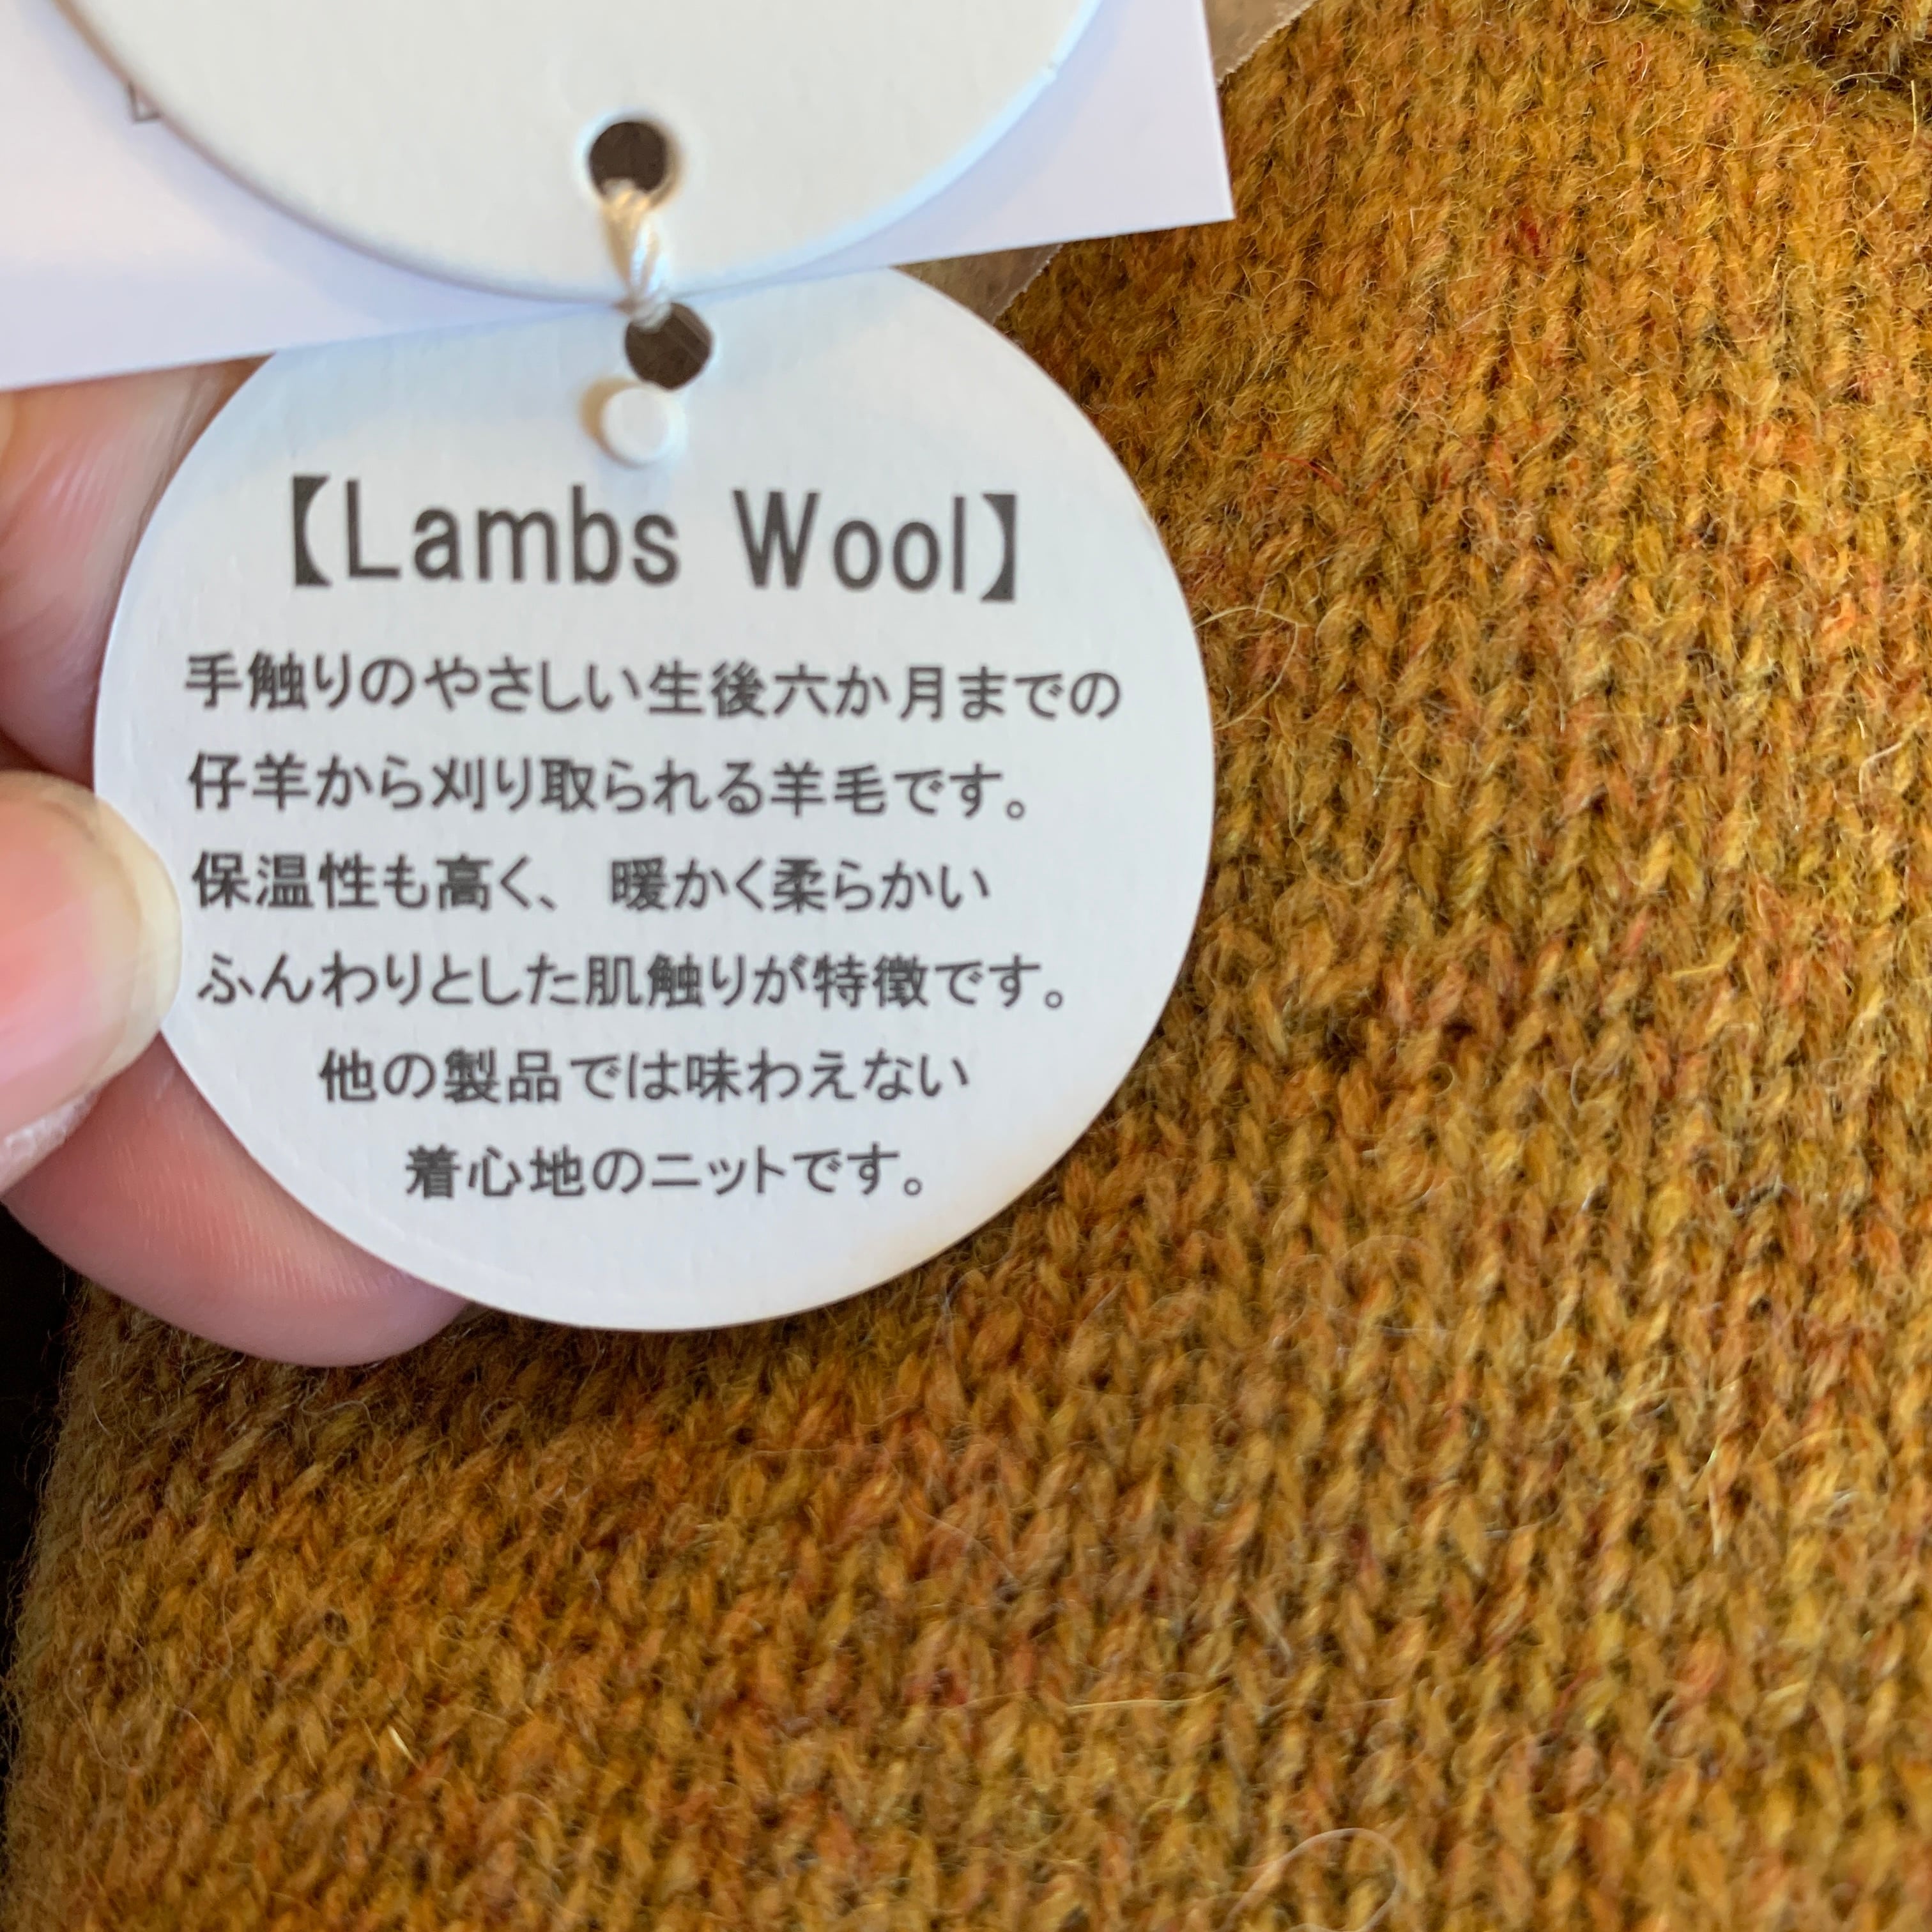 【Lambs Wool】
手触りのやさしい生後六か月までの
仔羊から刈り取られる羊毛です。
保温性も高く、 暖かく柔らかい
ふんわりとした肌触りが特徴です。
他の製品では味わえない
着心地のニットです。